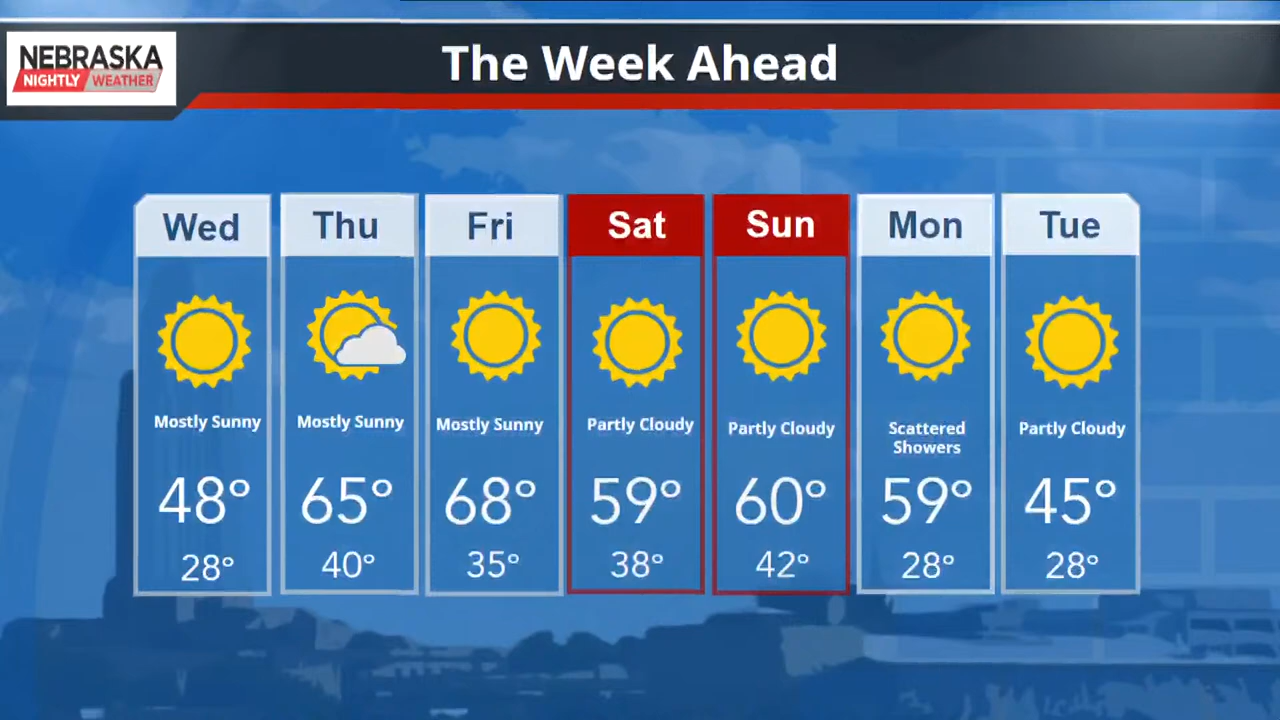 NEBRASKA
NIGHTLY WEATHER
The Week Ahead
Wed
Mostly Sunny
48°
28°
Thu
Mostly Sunny
65°
40°
Fri
Mostly Sunny
68°
35°
Sat
Partly Cloudy
59°
38°
Sun
Partly Cloudy
60°
42°
Mon
Scattered
Showers
59°
28°
Tue
Partly Cloudy
45°
28°